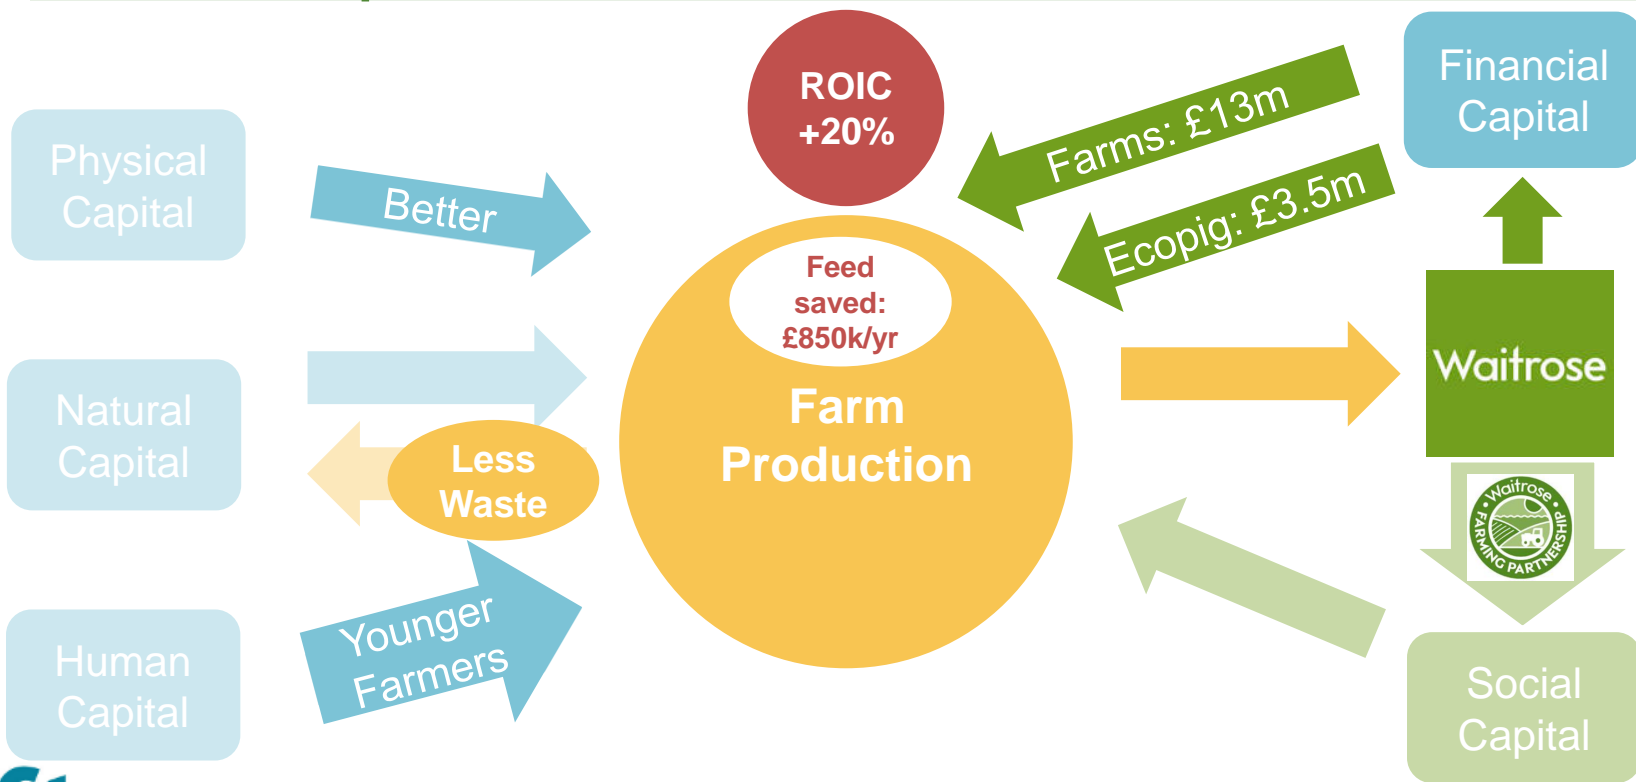 ROIC
+20%
Farms: £13m
Financial
Capital
Physical
Capital
Better
Ecopig: £3.5m
Feed
saved:
£850k/yr
Waitrose
Natural
Capital
Less
Waste
Farm
Production
Waitrose
FARMING PARTNERSHIP
Younger
Farmers
Human
Capital
Social
Capital